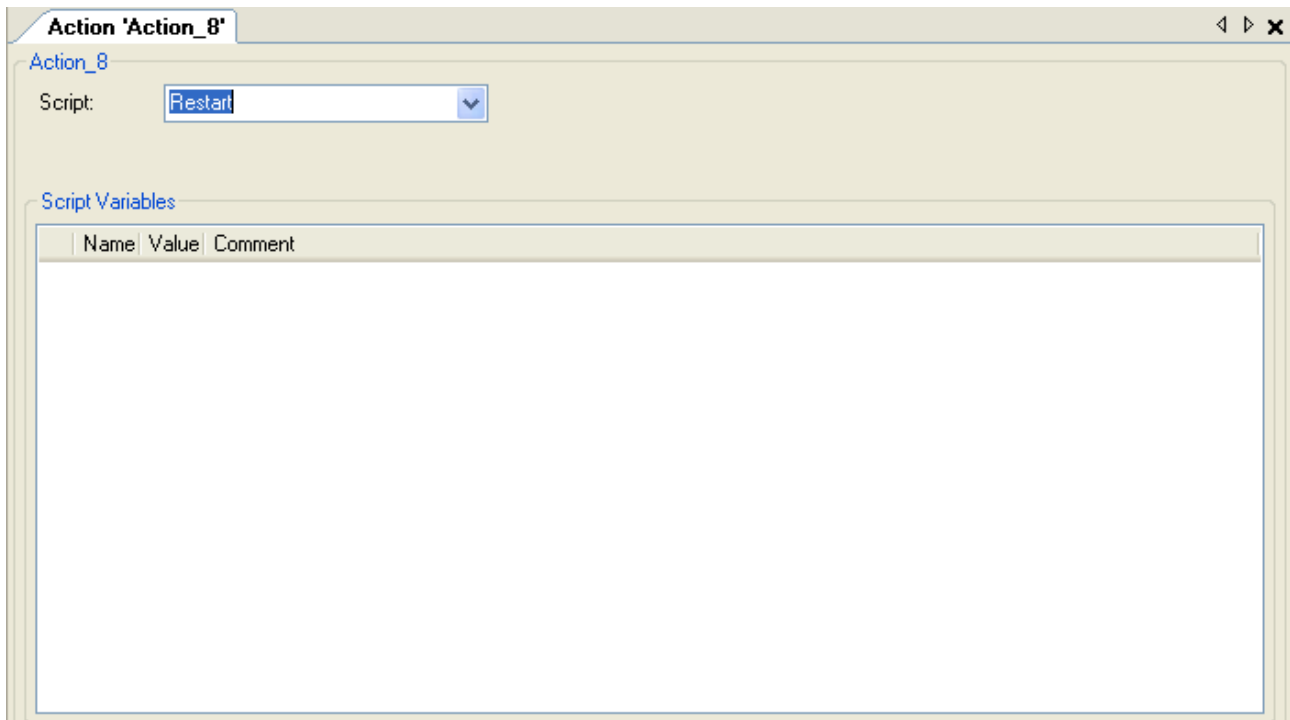 Action 'Action_8'
Action_8
Script: Restart
Script Variables
Name Value Comment